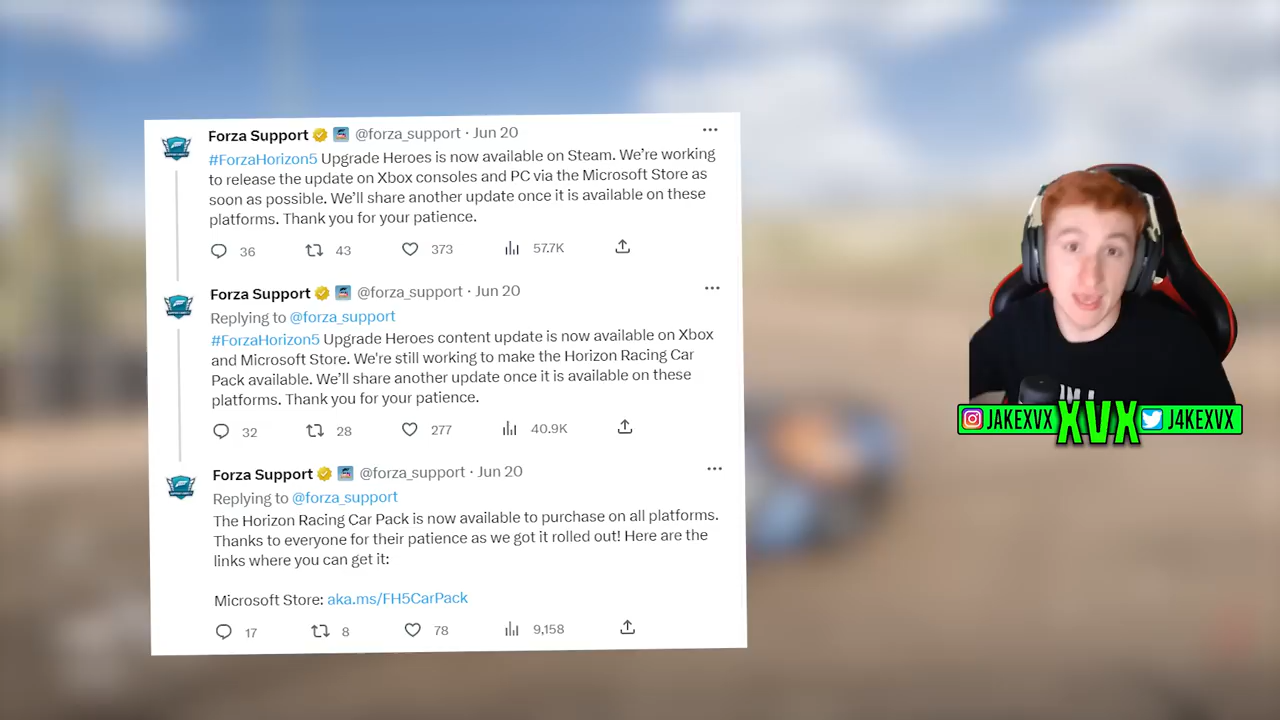 Forza Support @forza_support · Jun 20
#ForzaHorizon5 Upgrade Heroes is now available on Steam. We're working
to release the update on Xbox consoles and PC via the Microsoft Store as
soon as possible. We'll share another update once it is available on these
platforms. Thank you for your patience.
36 43 373 57.7K
Forza Support @forza_support · Jun 20
Replying to @forza_support
#ForzaHorizon5 Upgrade Heroes content update is now available on Xbox
and Microsoft Store. We're still working to make the Horizon Racing Car
Pack available. We'll share another update once it is available on these
platforms. Thank you for your patience.
32 28 277 40.9K
Forza Support @forza_support · Jun 20
Replying to @forza_support
The Horizon Racing Car Pack is now available to purchase on all platforms.
Thanks to everyone for their patience as we got it rolled out! Here are the
links where you can get it:
Microsoft Store: aka.ms/FH5CarPack
17 8 78 9,158
JAKEXVX XVX J4KEXVX